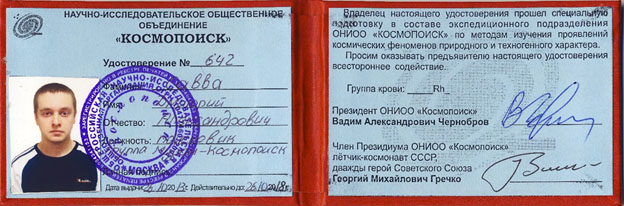 НАУЧНО-ИССЛЕДОВАТЕЛЬСКОЕ ОБЩЕСТВЕННОЕ
ОБЪЕДИНЕНИЕ
«КОСМОПОИСК»
Удостоверение № 642
Фамилия
Имя
Отчество
Должность
-Космопоиск
Дата выдачи Действительно до
Владелец настоящего удостоверения прошел специальную
подготовку в составе экспедиционного подразделения
ОНИОО «КОСМОПОИСК» по методам изучения проявлений
космических феноменов природного и техногенного характера.
Просим оказать предъявителю настоящего удостоверения
всестороннее содействие.
Группа крови Rh
Президент ОНИОО «Космопоиск»
Вадим Александрович Чернобров
Член Президиума ОНИОО «Космопоиск»
лётчик-космонавт СССР,
дважды герой Советского Союза
Георгий Михайлович Гречко